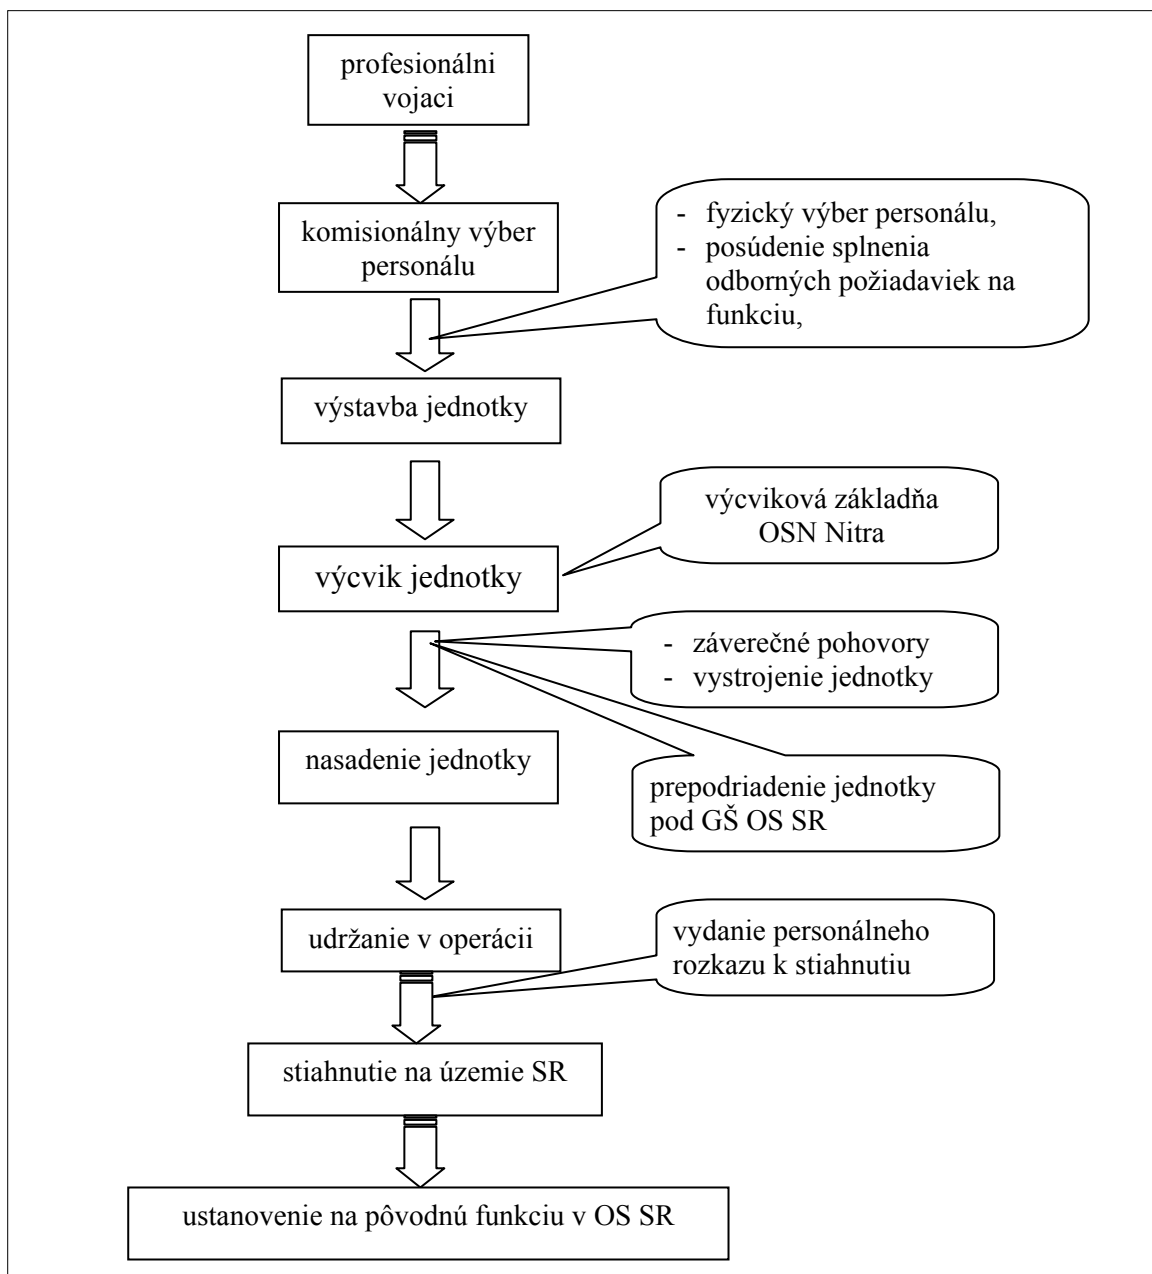 profesionálni
vojaci
komisionálny výber
personálu
- fyzický výber personálu,
- posúdenie splnenia
odborných požiadaviek na
funkciu,
výstavba jednotky
výcviková základňa
OSN Nitra
výcvik jednotky
- záverečné pohovory
- vystrojenie jednotky
nasadenie jednotky
prepodriadenie jednotky
pod GŠ OS SR
udržanie v operácii
vydanie personálneho
rozkazu k stiahnutiu
stiahnutie na územie SR
ustanovenie na pôvodnú funkciu v OS SR